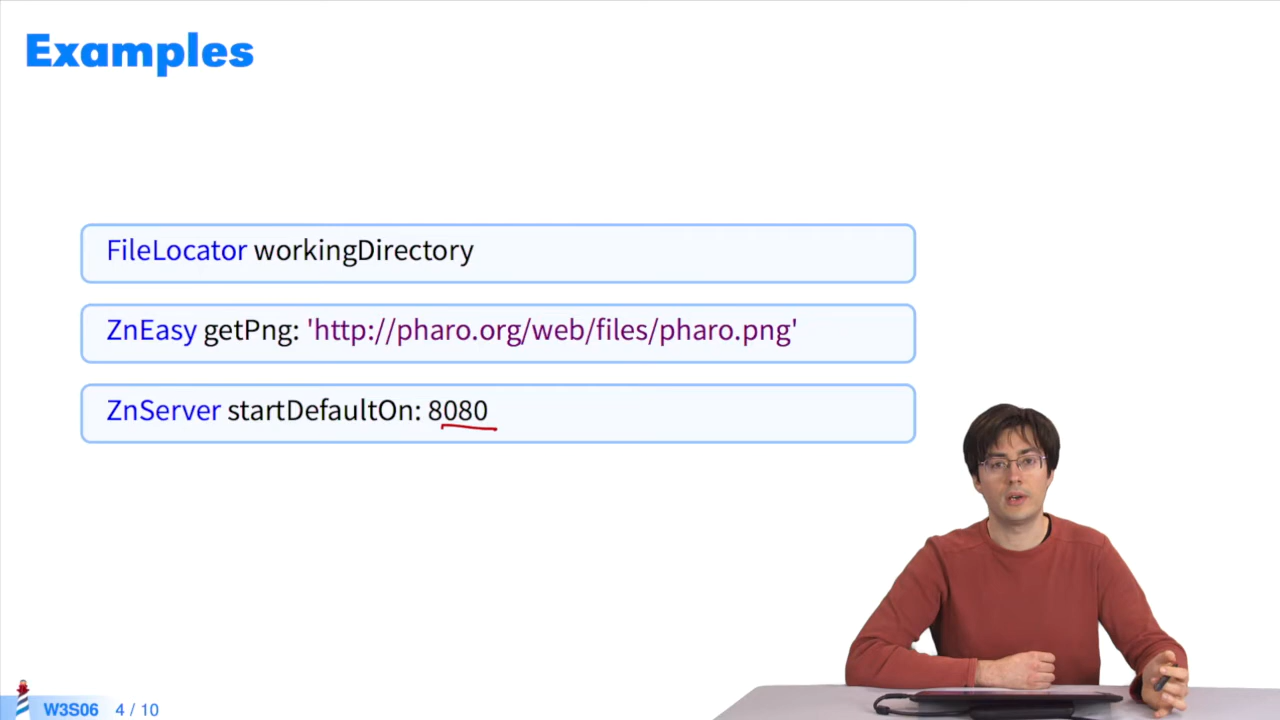 Examples
FileLocator workingDirectory
ZnEasy getPng: 'http://pharo.org/web/files/pharo.png'
ZnServer startDefaultOn: 8080
W3S06 4 / 10